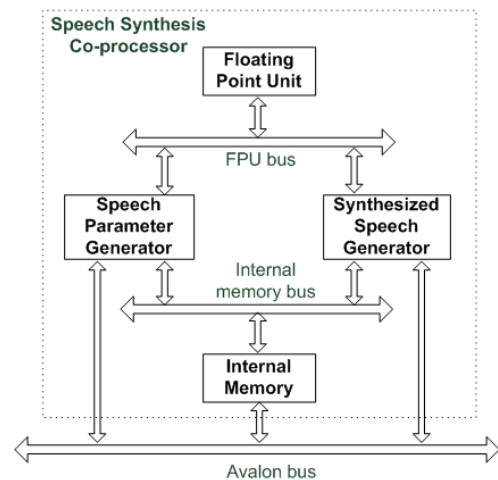 Speech Synthesis
Co-processor
Floating
Point Unit
FPU bus
Speech
Parameter
Generator
Synthesized
Speech
Generator
Internal
memory bus
Internal
Memory
Avalon bus